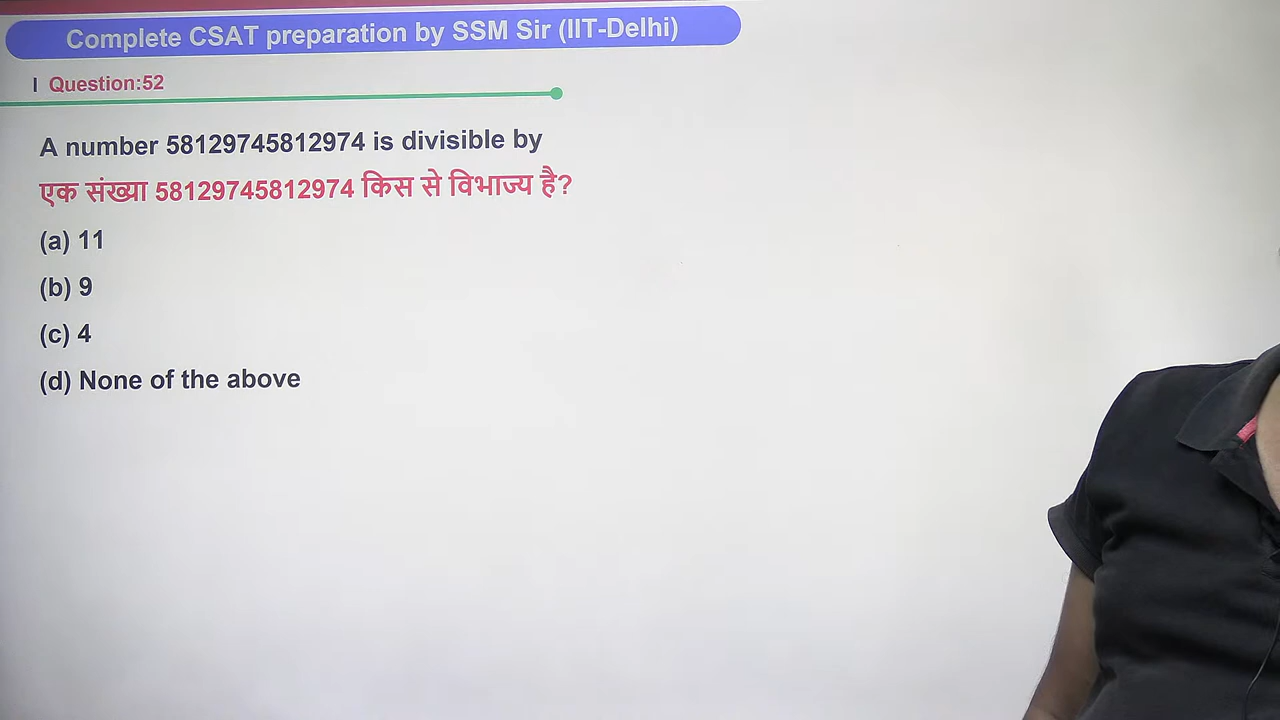 Complete CSAT preparation by SSM Sir (IIT-Delhi)
I Question:52
A number 58129745812974 is divisible by
एक संख्या 58129745812974 किस से विभाज्य है?
(a) 11
(b) 9
(c) 4
(d) None of the above